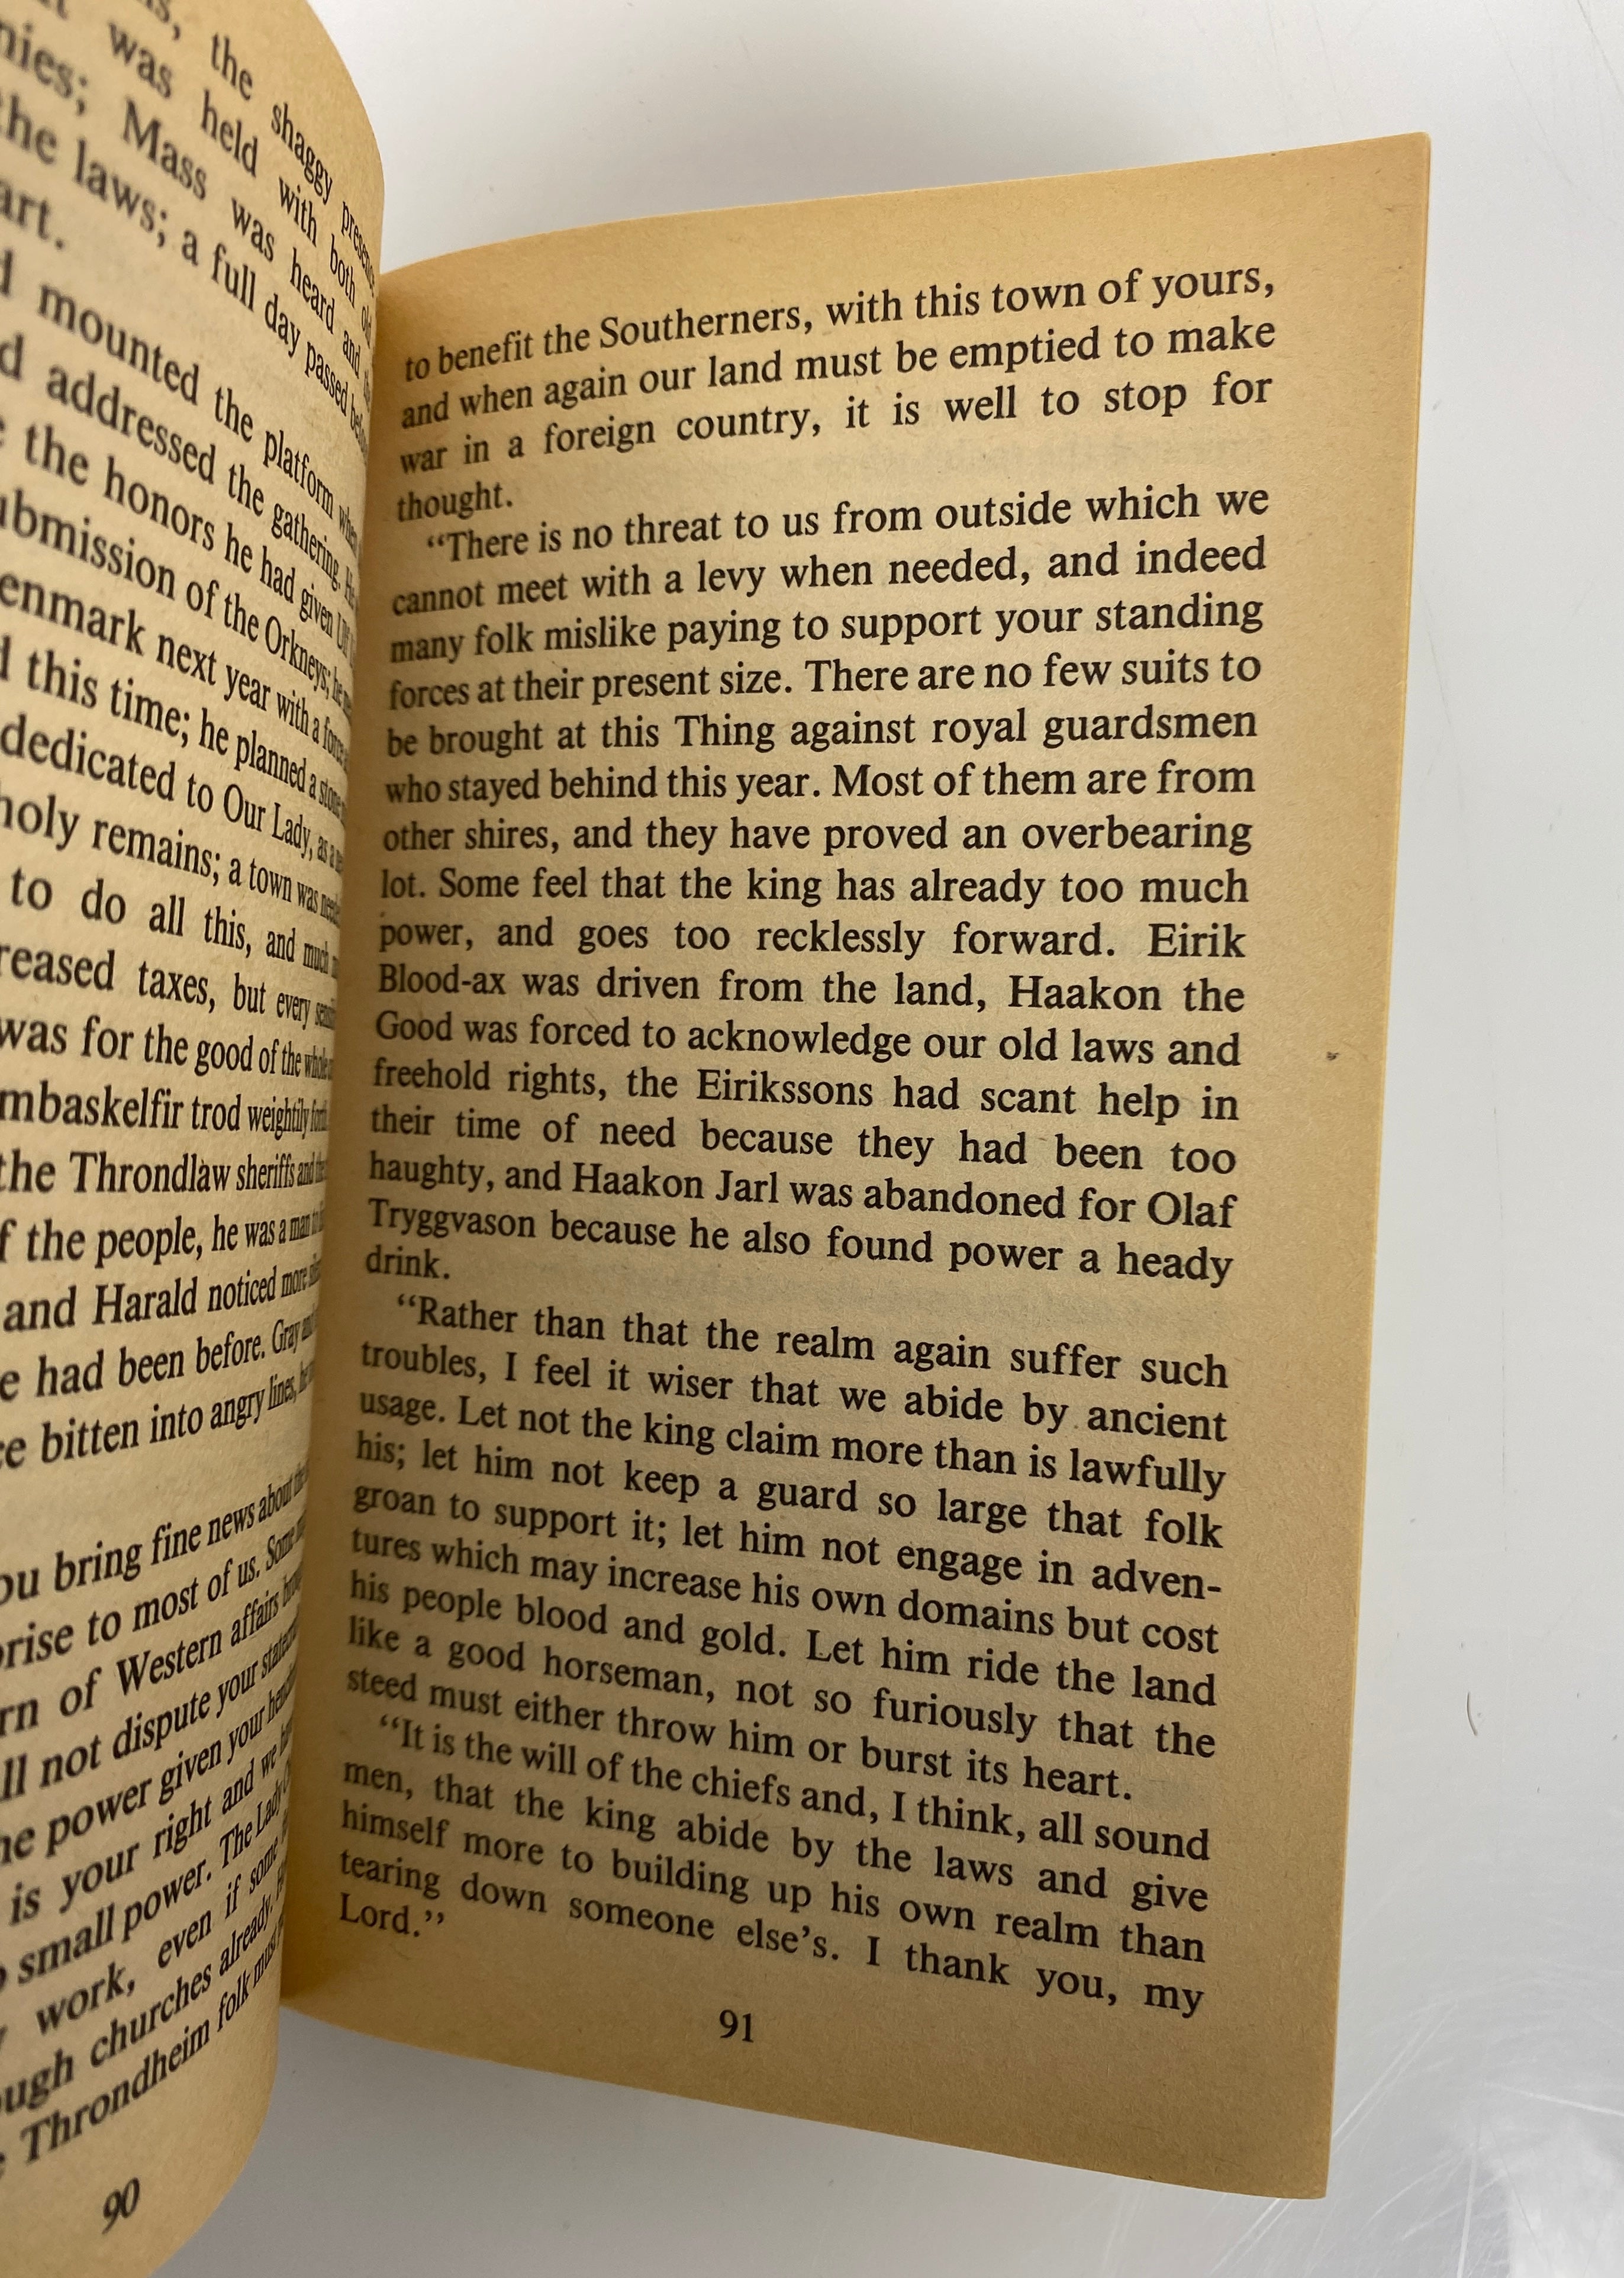 the shaggy
was held with both
nies; Mass was heard and
the laws; a full day passed
art.
mounted the platform
addressed the gathering.
the honors he had given
submission of the Orkneys;
enmark next year with a
this time; he planned a stone
dedicated to Our Lady, as a
holy remains; a town was
to do all this, and much
reased taxes, but every
was for the good of the whole
mbaskelfir trod weightily
the Throndlaw sheriffs and
f the people, he was a man
and Harald noticed more
e had been before. Gray
ce bitten into angry lines,
ou bring fine news about
prise to most of us. Some
rn of Western affairs
ll not dispute your
he power given your
is your right and we
small power. The Lady
work, even if some
ough churches already.
Throndheim folk must
90
to benefit the Southerners, with this town of yours,
and when again our land must be emptied to make
war in a foreign country, it is well to stop for
thought.
“There is no threat to us from outside which we
cannot meet with a levy when needed, and indeed
many folk mislike paying to support your standing
forces at their present size. There are no few suits to
be brought at this Thing against royal guardsmen
who stayed behind this year. Most of them are from
other shires, and they have proved an overbearing
lot. Some feel that the king has already too much
power, and goes too recklessly forward. Eirik
Blood-ax was driven from the land, Haakon the
Good was forced to acknowledge our old laws and
freehold rights, the Eirikssons had scant help in
their time of need because they had been too
haughty, and Haakon Jarl was abandoned for Olaf
Tryggvason because he also found power a heady
drink.
“Rather than that the realm again suffer such
troubles, I feel it wiser that we abide by ancient
usage. Let not the king claim more than is lawfully
his; let him not keep a guard so large that folk
groan to support it; let him not engage in adven-
tures which may increase his own domains but cost
his people blood and gold. Let him ride the land
like a good horseman, not so furiously that the
steed must either throw him or burst its heart.
“It is the will of the chiefs and, I think, all sound
men, that the king abide by the laws and give
himself more to building up his own realm than
tearing down someone else’s. I thank you, my
Lord.”
91